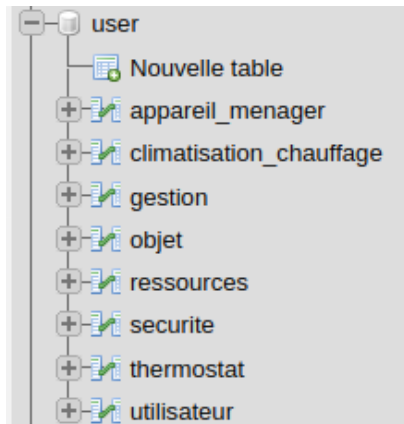 user
Nouvelle table
appareil_menager
climatisation_chauffage
gestion
objet
ressources
securite
thermostat
utilisateur